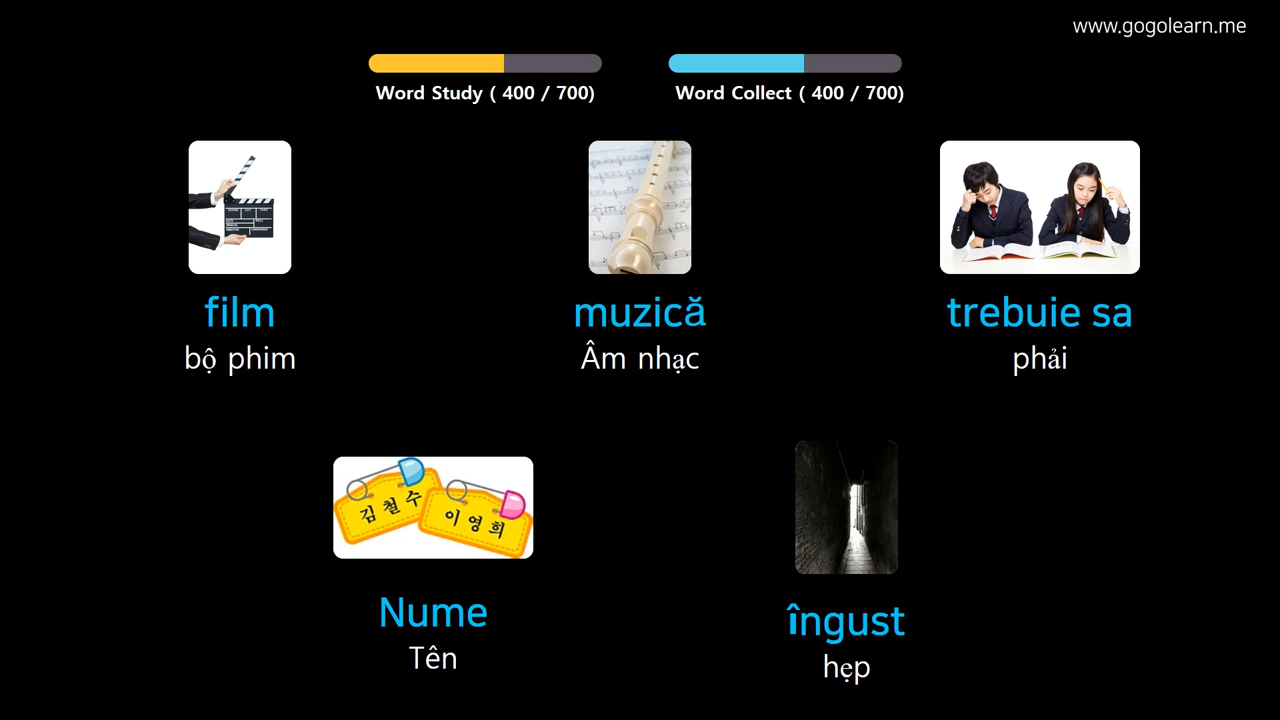 www.gogolearn.me
Word Study ( 400 / 700)
Word Collect ( 400 / 700)
film
bộ phim
muzică
Âm nhạc
trebuie sa
phải
김철수
이영희
Nume
Tên
îngust
hẹp